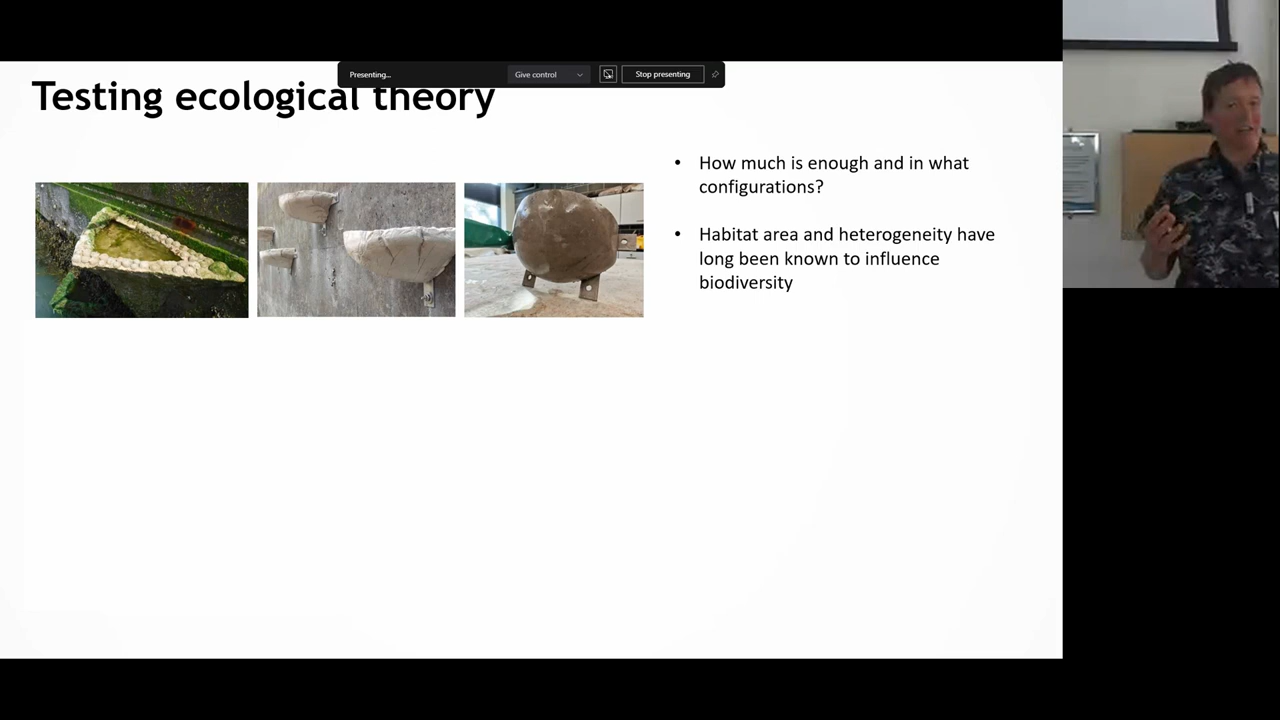 Presenting...
Give control
Stop presenting
Testing ecological theory
• How much is enough and in what
configurations?
• Habitat area and heterogeneity have
long been known to influence
biodiversity